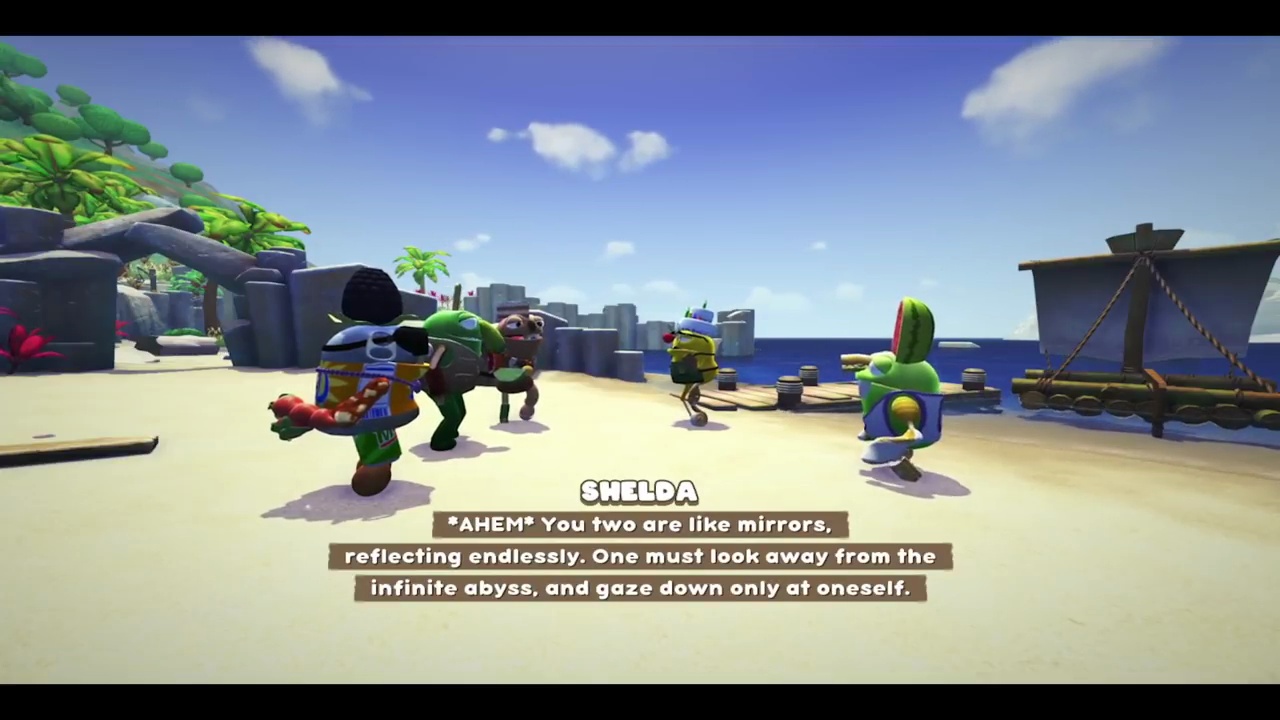 SHELDA
*AHEM* You two are like mirrors,
reflecting endlessly. One must look away from the
infinite abyss, and gaze down only at oneself.